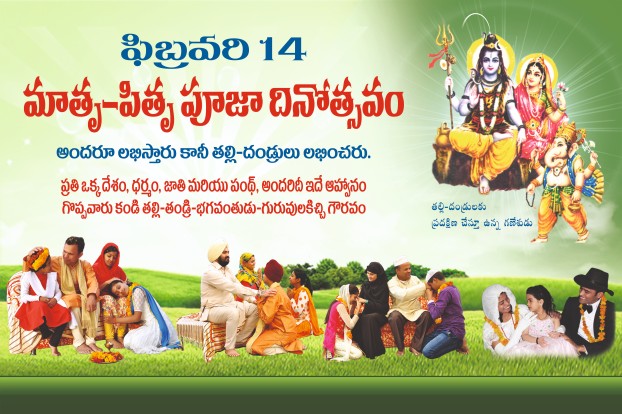 ఫిబ్రవరి 14
మాతృ-పితృ పూజా దినోత్సవం
అందరూ లభిస్తారు కానీ తల్లి-దండ్రులు లభించరు.
ప్రతి ఒక్క దేశం, ధర్మం, జాతి మరియు పంథ్, అందరిదీ ఇదే ఆహ్వానం
గొప్పవారు కండి తల్లి-తండ్రి-భగవంతుడు-గురువులకిచ్చి గౌరవం
తల్లి-దండ్రులకు
ప్రదక్షిణ చేస్తూ ఉన్న గణేశుడు